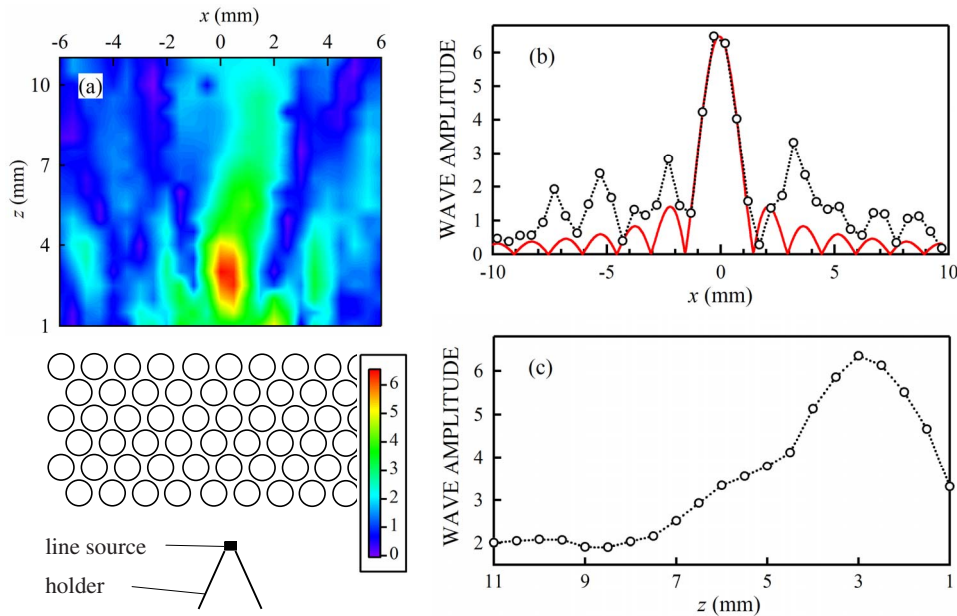 x (mm)
-6 -4 -2 0 2 4 6
(a)
10
7
4
1
z (mm)
6
5
4
3
2
1
0
line source
holder
(b)
WAVE AMPLITUDE
6
5
4
3
2
1
0
-10 -5 0 5 10
x (mm)
(c)
WAVE AMPLITUDE
6
5
4
3
2
11 9 7 5 3 1
z (mm)